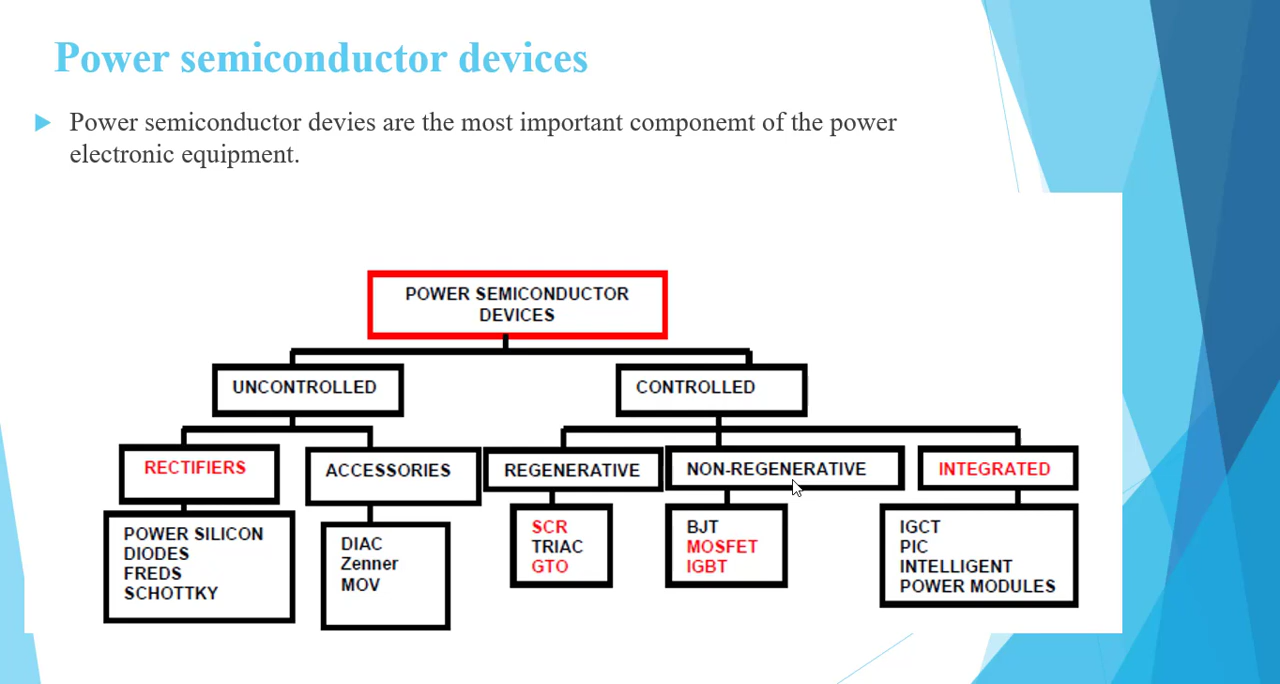 Power semiconductor devices
Power semiconductor devies are the most important componemt of the power
electronic equipment.
POWER SEMICONDUCTOR
DEVICES
UNCONTROLLED
CONTROLLED
RECTIFIERS
ACCESSORIES
REGENERATIVE
NON-REGENERATIVE
INTEGRATED
POWER SILICON
DIODES
FREDS
SCHOTTKY
DIAC
Zenner
MOV
SCR
TRIAC
GTO
BJT
MOSFET
IGBT
IGCT
PIC
INTELLIGENT
POWER MODULES